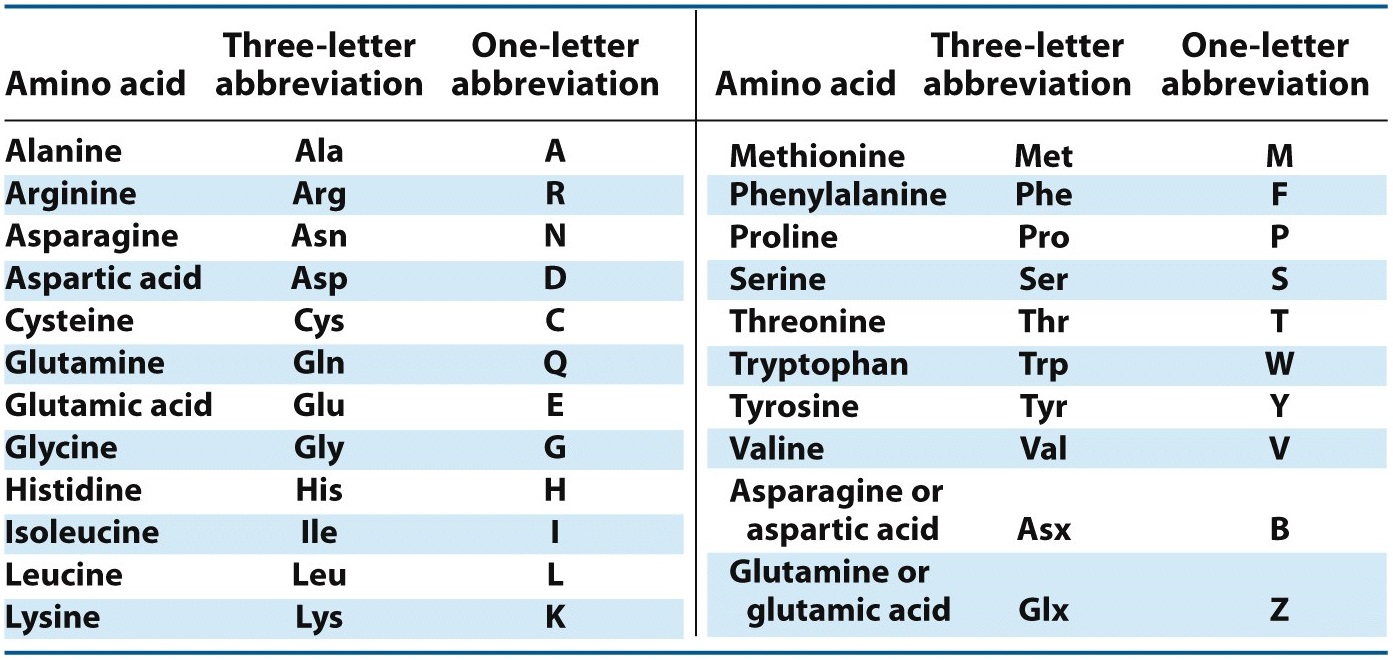 Amino acid Three-letter abbreviation One-letter abbreviation
Alanine Ala A
Arginine Arg R
Asparagine Asn N
Aspartic acid Asp D
Cysteine Cys C
Glutamine Gln Q
Glutamic acid Glu E
Glycine Gly G
Histidine His H
Isoleucine Ile I
Leucine Leu L
Lysine Lys K
Amino acid Three-letter abbreviation One-letter abbreviation
Methionine Met M
Phenylalanine Phe F
Proline Pro P
Serine Ser S
Threonine Thr T
Tryptophan Trp W
Tyrosine Tyr Y
Valine Val V
Asparagine or
aspartic acid Asx B
Glutamine or
glutamic acid Glx Z